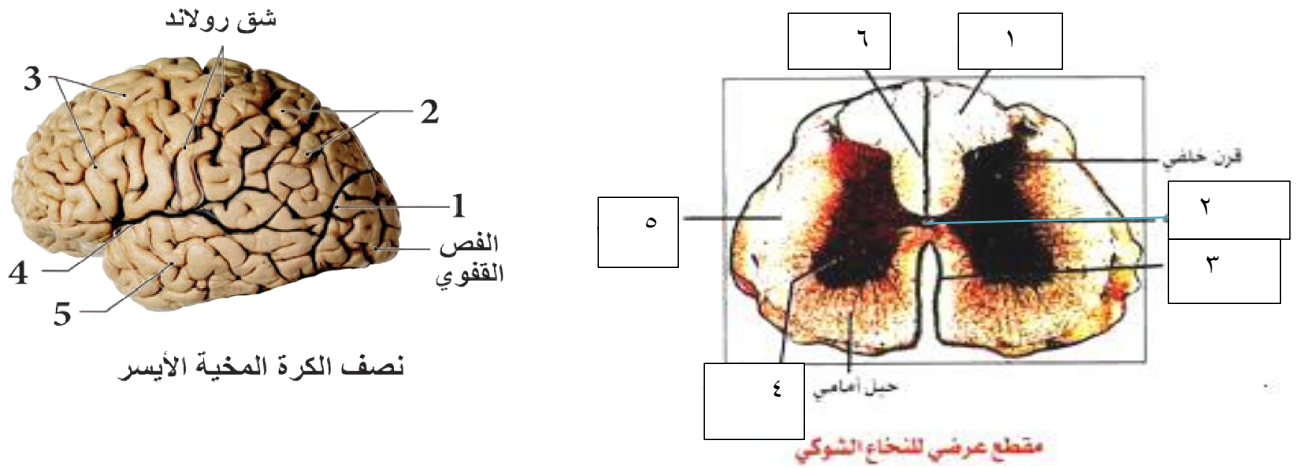 شق رولاند
3
2
1
الفص
القفوي
4
5
نصف الكرة المخية الأيسر
٦
١
قرن خلفي
٢
٥
٣
٤
حبل أمامي
مقطع عرضي للنخاع الشوكي